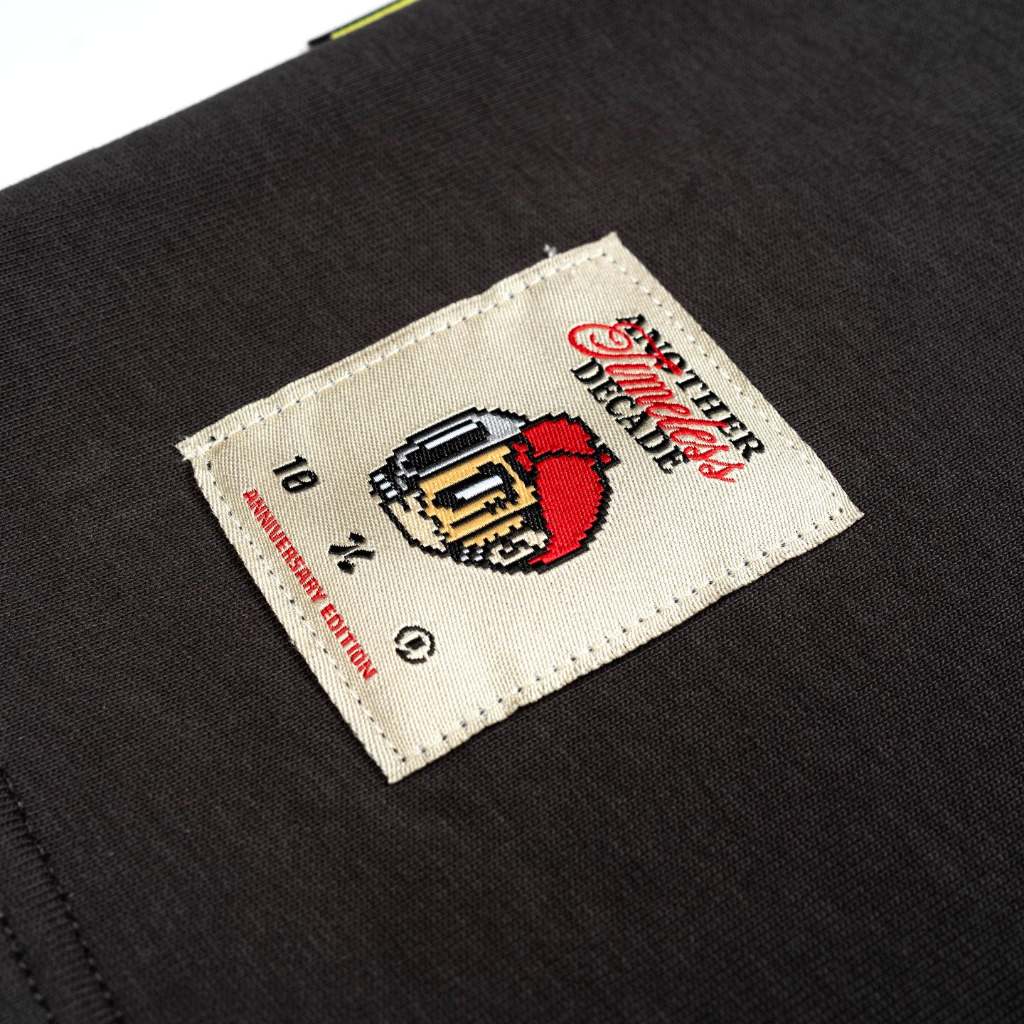 ANOTHER
Timeless
DECADE
10
ANNIVERSARY EDITION